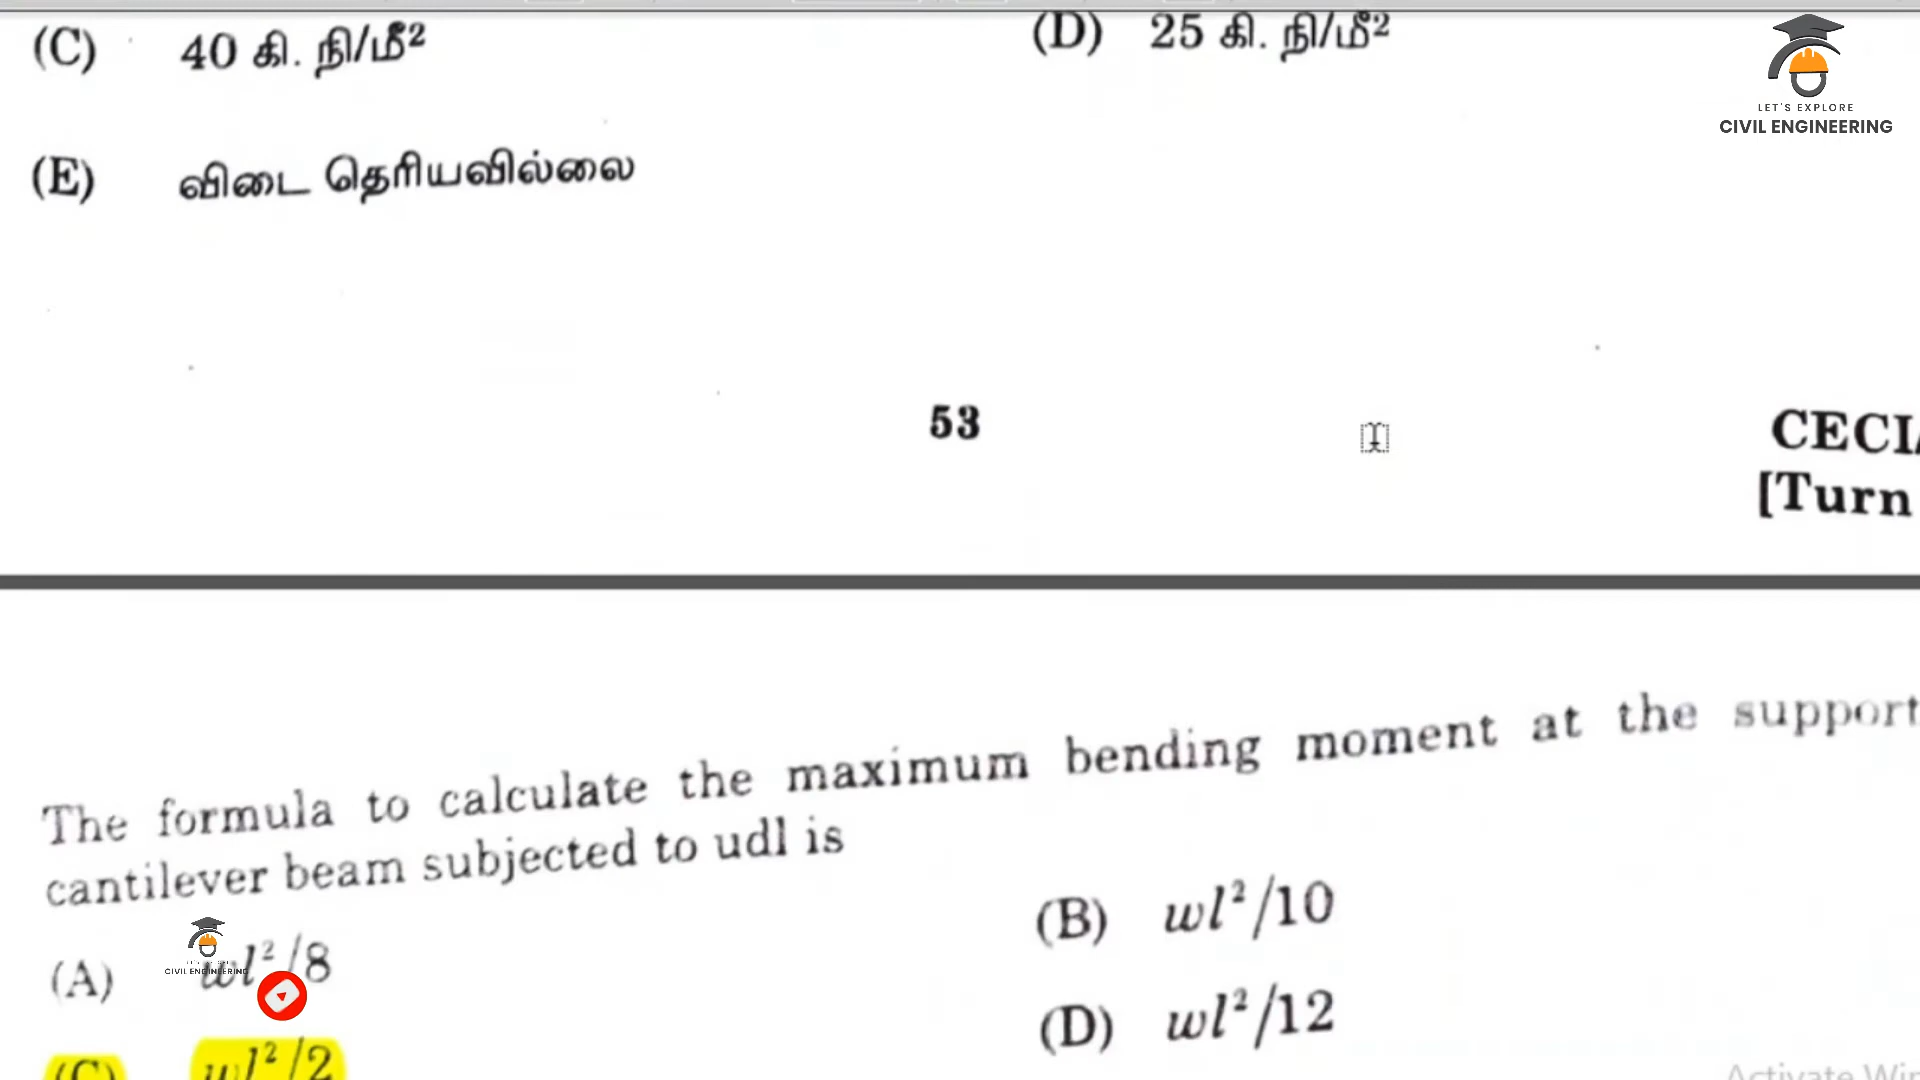 (C) 40 கி. நி/மீ² (D) 25 கி. நி/மீ²
LET'S EXPLORE
CIVIL ENGINEERING
(E) விடை தெரியவில்லை
53
CECI
[Turn
The formula to calculate the maximum bending moment at the support
cantilever beam subjected to udl is
(A) wl²/8 (B) wl²/10
CIVIL ENGINEERING
(C) wl²/2 (D) wl²/12
Activate Win